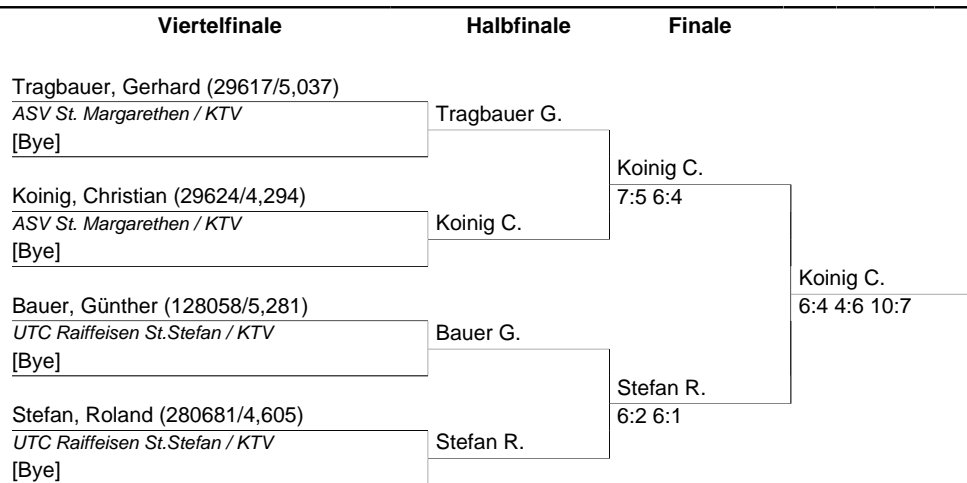 Viertelfinale Halbfinale Finale
Tragbauer, Gerhard (29617/5,037)
ASV St. Margarethen / KTV
Tragbauer G.
[Bye]
Koinig C.
Koinig, Christian (29624/4,294)
7:5 6:4
ASV St. Margarethen / KTV
Koinig C.
[Bye]
Koinig C.
Bauer, Günther (128058/5,281)
6:4 4:6 10:7
UTC Raiffeisen St.Stefan / KTV
Bauer G.
[Bye]
Stefan R.
Stefan, Roland (280681/4,605)
6:2 6:1
UTC Raiffeisen St.Stefan / KTV
Stefan R.
[Bye]